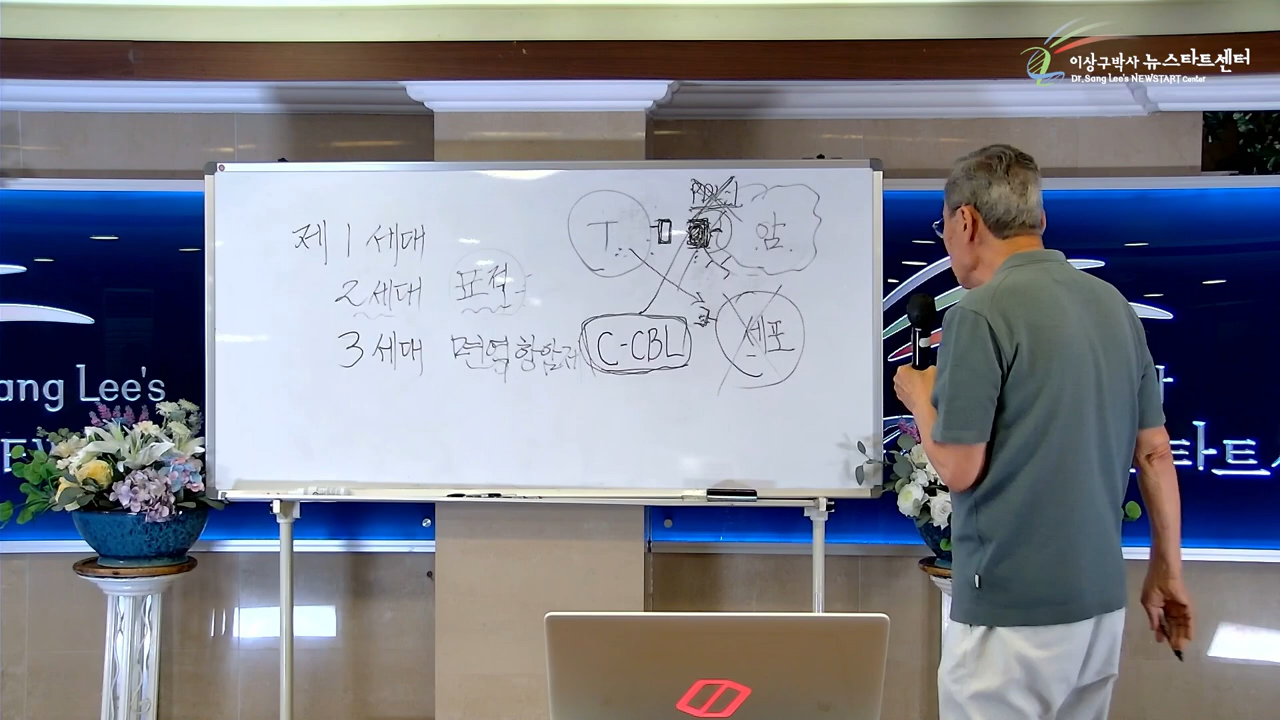 이상구박사 뉴스타트센터
Dr. Sang Lee's NEWSTART Center
제 1 세대
2 세대 표적
3 세대 면역항암제
T
PDL-1
암
C-CBL
세포
ang Lee's
타트